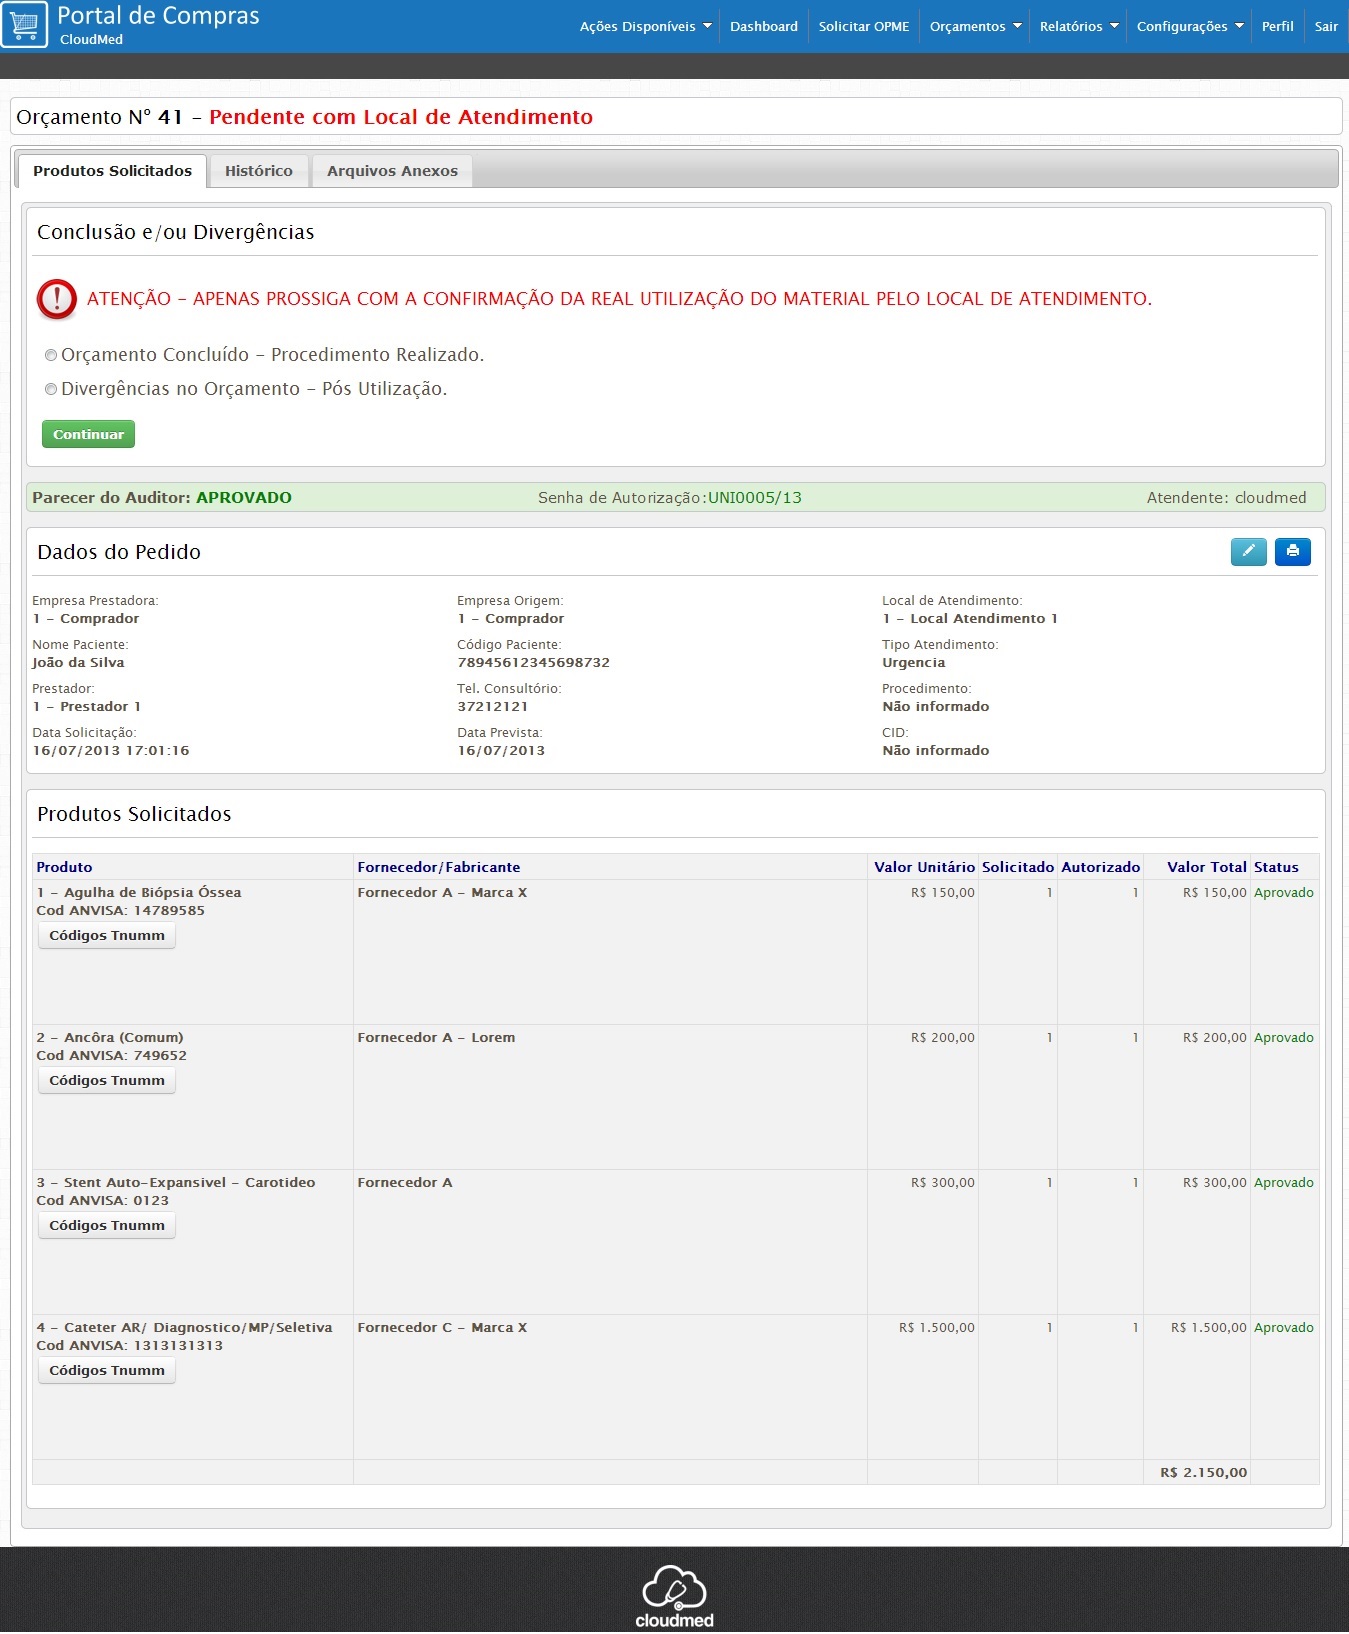 Portal de Compras
CloudMed
Ações Disponíveis Dashboard Solicitar OPME Orçamentos Relatórios Configurações Perfil Sair
Orçamento Nº 41 - Pendente com Local de Atendimento
Produtos Solicitados Histórico Arquivos Anexos
Conclusão e/ou Divergências
ATENÇÃO - APENAS PROSSIGA COM A CONFIRMAÇÃO DA REAL UTILIZAÇÃO DO MATERIAL PELO LOCAL DE ATENDIMENTO.
Orçamento Concluído - Procedimento Realizado.
Divergências no Orçamento - Pós Utilização.
Continuar
Parecer do Auditor: APROVADO Senha de Autorização:UNI0005/13 Atendente: cloudmed
Dados do Pedido
Empresa Prestadora: Empresa Origem: Local de Atendimento:
1 - Comprador 1 - Comprador 1 - Local Atendimento 1
Nome Paciente: Código Paciente: Tipo Atendimento:
João da Silva 78945612345698732 Urgencia
Prestador: Tel. Consultório: Procedimento:
1 - Prestador 1 37212121 Não informado
Data Solicitação: Data Prevista: CID:
16/07/2013 17:01:16 16/07/2013 Não informado
Produtos Solicitados
Produto Fornecedor/Fabricante Valor Unitário Solicitado Autorizado Valor Total Status
1 - Agulha de Biópsia Óssea Fornecedor A - Marca X R$ 150,00 1 1 R$ 150,00 Aprovado
Cod ANVISA: 14789585
Códigos Tnumm
2 - Ancôra (Comum) Fornecedor A - Lorem R$ 200,00 1 1 R$ 200,00 Aprovado
Cod ANVISA: 749652
Códigos Tnumm
3 - Stent Auto-Expansivel - Carotideo Fornecedor A R$ 300,00 1 1 R$ 300,00 Aprovado
Cod ANVISA: 0123
Códigos Tnumm
4 - Cateter AR/ Diagnostico/MP/Seletiva Fornecedor C - Marca X R$ 1.500,00 1 1 R$ 1.500,00 Aprovado
Cod ANVISA: 1313131313
Códigos Tnumm
R$ 2.150,00
cloudmed